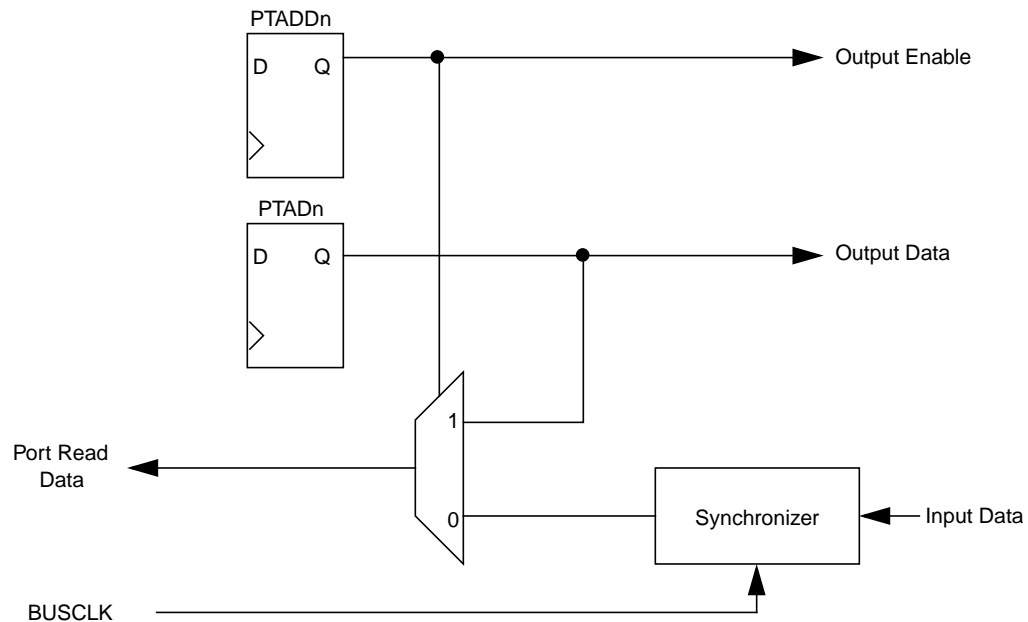 PTADDn
D Q
Output Enable
PTADn
D Q
Output Data
1
Port Read
Data
0
Synchronizer
Input Data
BUSCLK